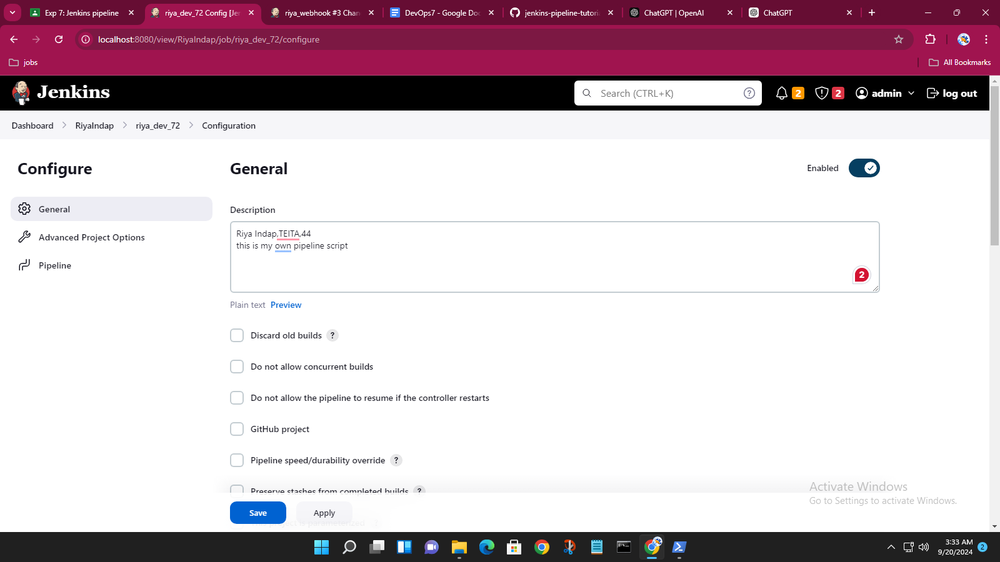 Exp 7: Jenkins pipeline
riya_dev_72 Config [Jen
riya_webhook #3 Chan
DevOps7 - Google Doc
jenkins-pipeline-tutoria
ChatGPT | OpenAI
ChatGPT
localhost:8080/view/RiyaIndap/job/riya_dev_72/configure
jobs
All Bookmarks
Jenkins
Search (CTRL+K)
?
2
2
admin
log out
Dashboard
RiyaIndap
riya_dev_72
Configuration
Configure
General
Enabled
General
Advanced Project Options
Pipeline
Description
Riya Indap,TEITA,44
this is my own pipeline script
2
Plain text Preview
Discard old builds ?
Do not allow concurrent builds
Do not allow the pipeline to resume if the controller restarts
GitHub project
Pipeline speed/durability override ?
Preserve stashes from completed builds ?
project is parameterized
Save
Apply
Activate Windows
Go to Settings to activate Windows.
3:33 AM
9/20/2024
2